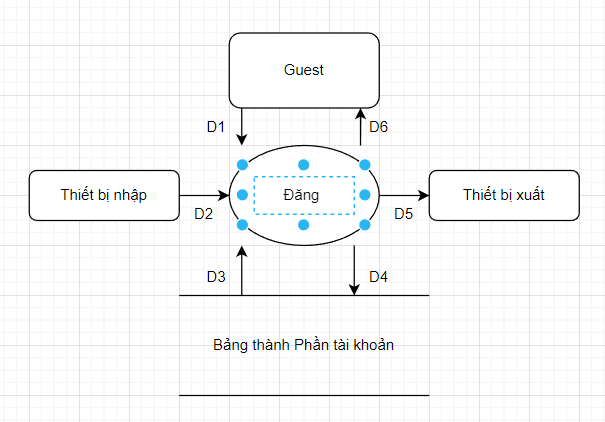 Guest
D1
D6
Thiết bị nhập
Đăng
Thiết bị xuất
D2
D5
D3
D4
Bảng thành Phần tài khoản